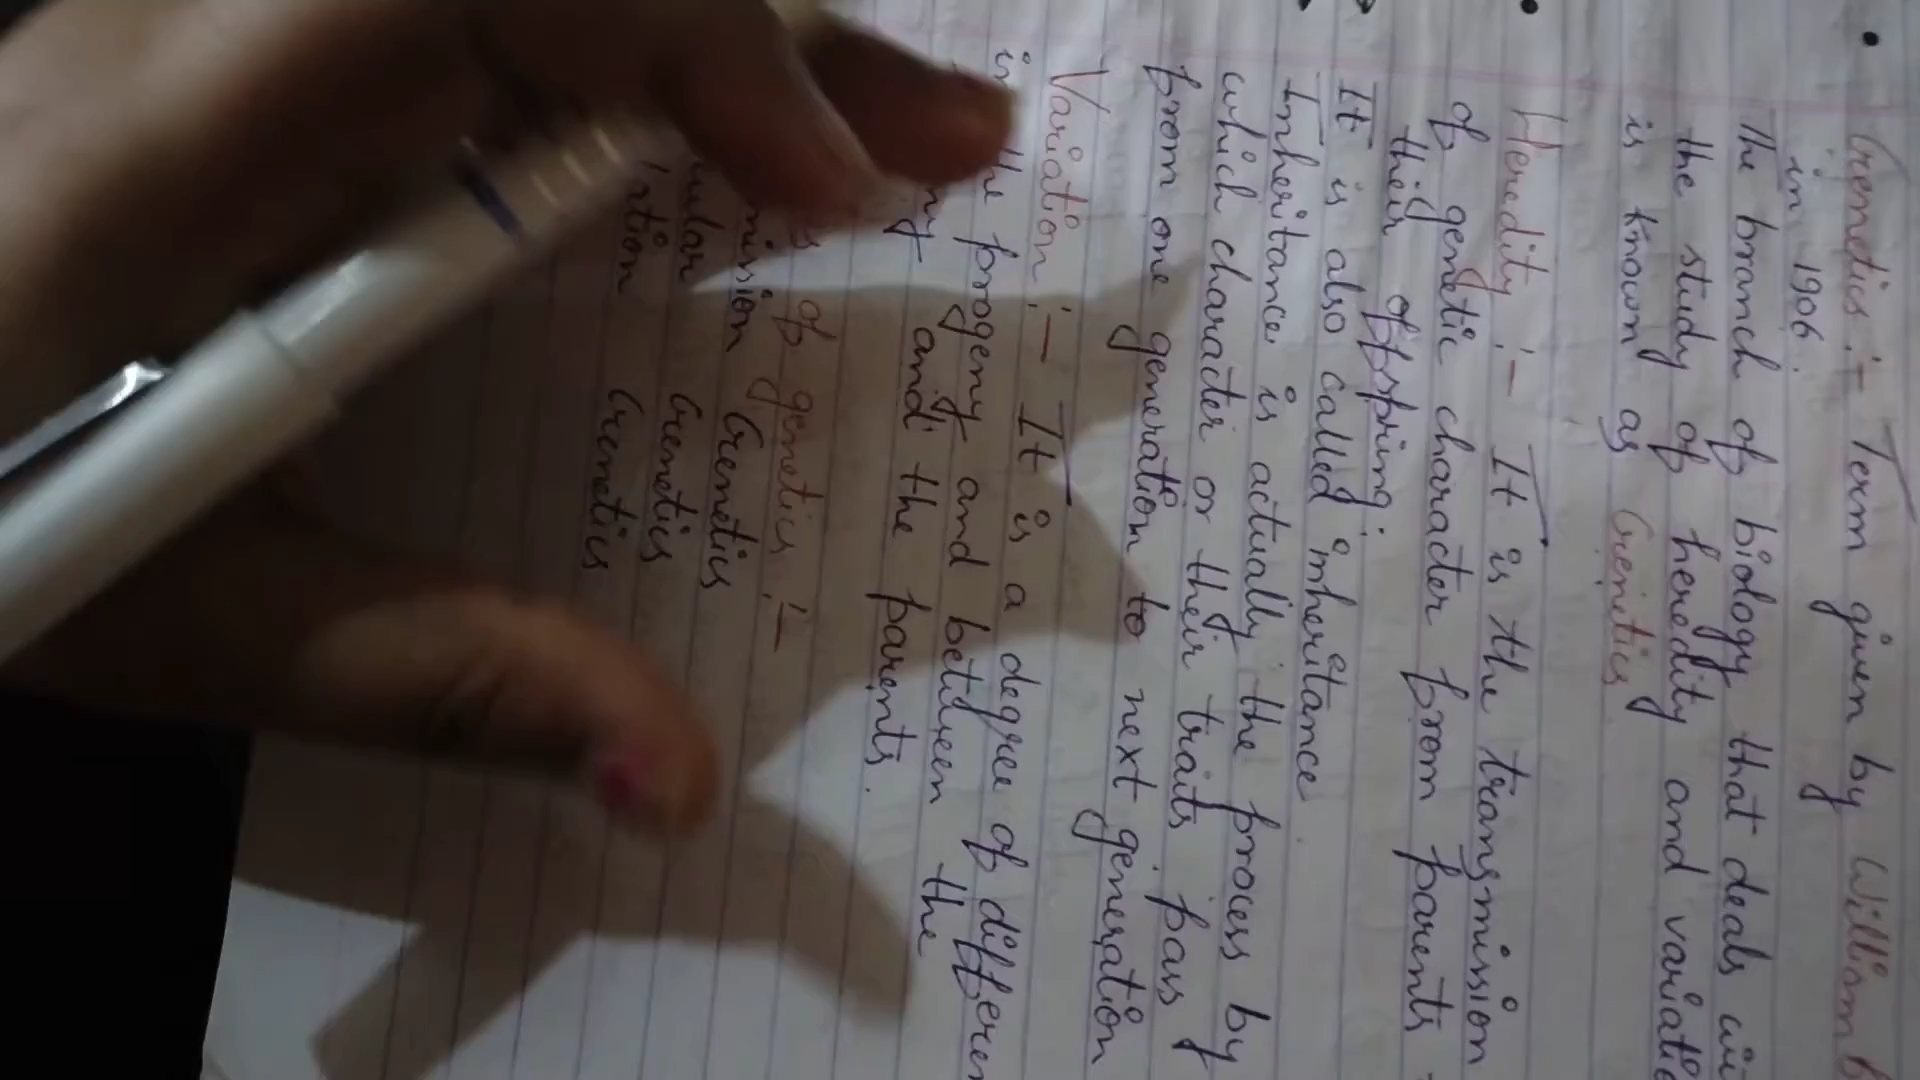 Genetics :- Term given by William B
in 1906.
The branch of biology that deals wi
the study of heredity and variatio
is known as Genetics
Heredity :- It is the transmission
of genetic character from parents
their offspring.
It is also called inheritance.
Inheritance is actually the process by
which character or their traits pass
from one generation to next generation
Variation :- It is a degree of differen
in the progeny and between the
and the parents.
of genetics :-
Genetics
Genetics
Genetics